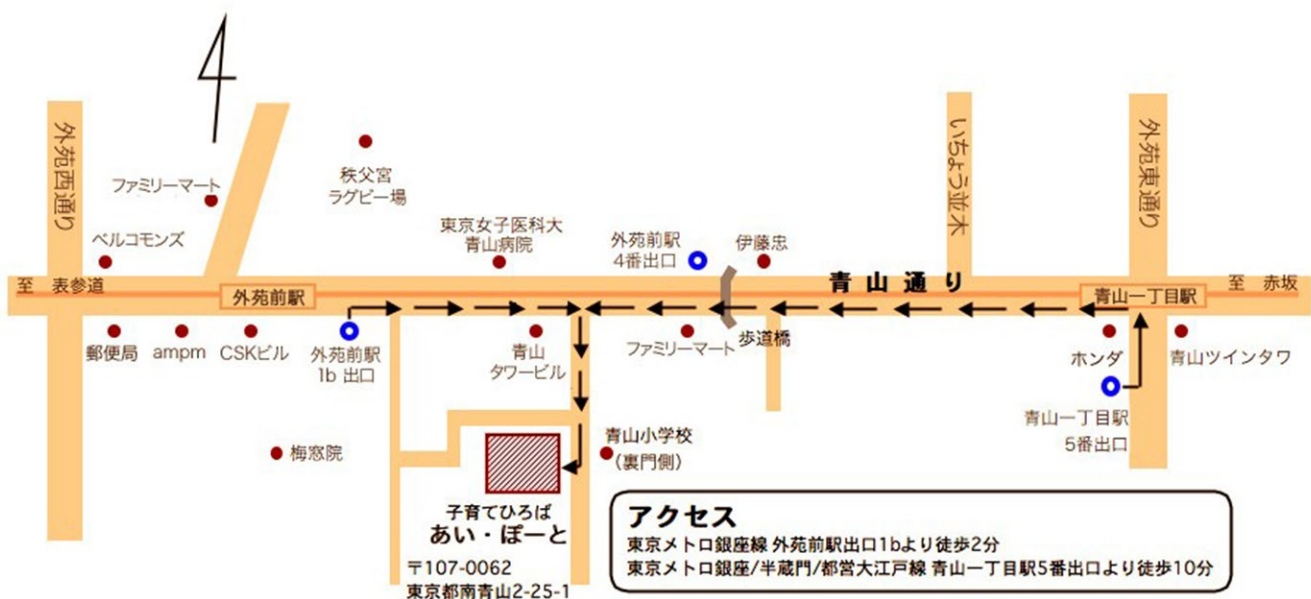 外苑西通り
ファミリーマート
ベルコモンズ
秩父宮
ラグビー場
東京女子医科大
青山病院
外苑前駅
4番出口
伊藤忠
いちょう並木
外苑東通り
至 表参道
外苑前駅
青山通り
青山一丁目駅
至 赤坂
郵便局
ampm
CSKビル
外苑前駅
1b 出口
青山
タワービル
ファミリーマート
歩道橋
ホンダ
青山ツインタワ
青山一丁目駅
5番出口
梅窓院
青山小学校
(裏門側)
子育てひろば
あい・ぽーと
〒107-0062
東京都南青山2-25-1
アクセス
東京メトロ銀座線 外苑前駅出口1bより徒歩2分
東京メトロ銀座/半蔵門/都営大江戸線 青山一丁目駅5番出口より徒歩10分